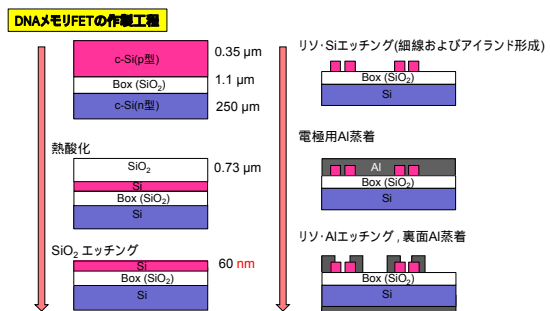 DNAメモリFETの作製工程
c-Si(p型)
0.35 μm
Box (SiO2)
1.1 μm
c-Si(n型)
250 μm
熱酸化
SiO2
0.73 μm
Si
Box (SiO2)
Si
SiO2 エッチング
Si
60 nm
Box (SiO2)
Si
リソ・Siエッチング(細線およびアイランド形成)
Box (SiO2)
Si
電極用Al蒸着
Al
Box (SiO2)
Si
リソ・Alエッチング , 裏面Al蒸着
Box (SiO2)
Si